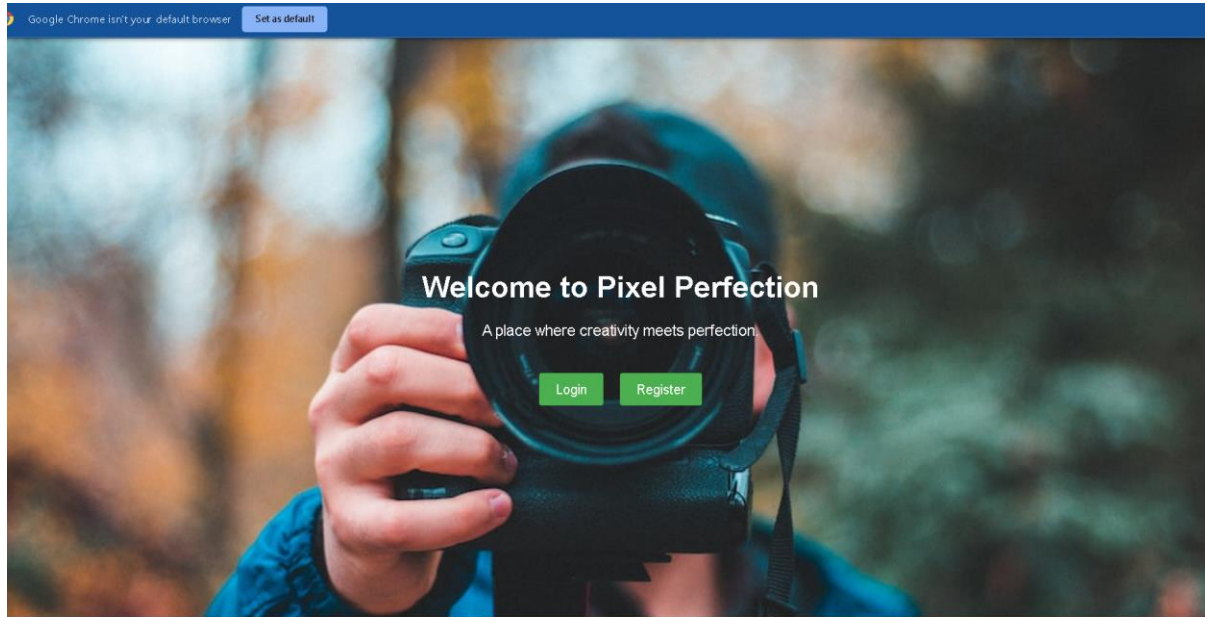 Google Chrome isn't your default browser Set as default
Welcome to Pixel Perfection
A place where creativity meets perfection.
Login Register